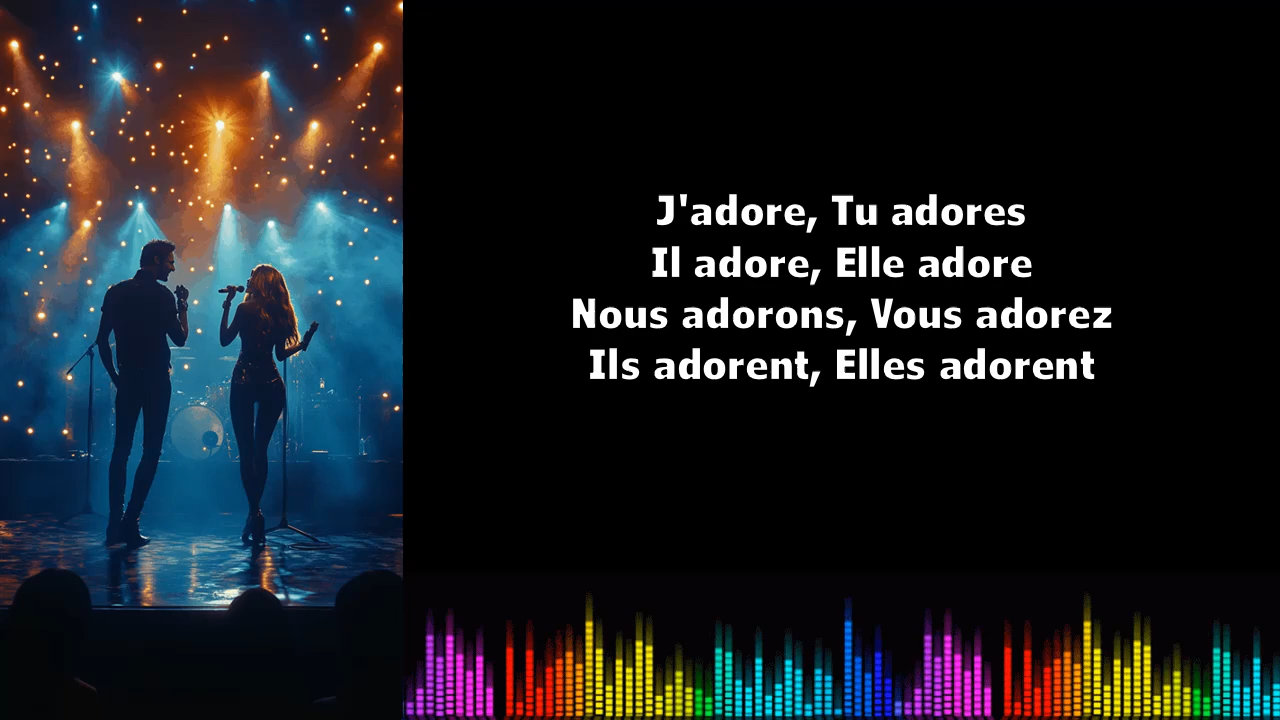 J'adore, Tu adores
Il adore, Elle adore
Nous adorons, Vous adorez
Ils adorent, Elles adorent